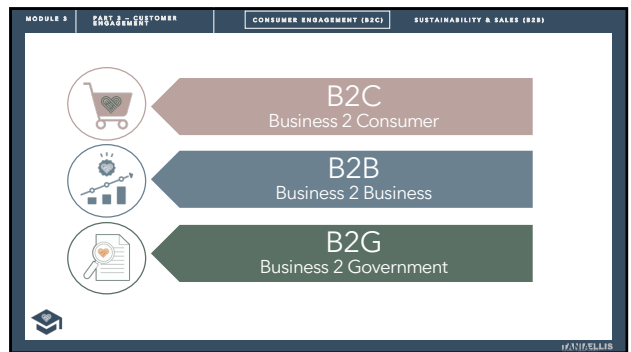 MODULE 3
PART 3 – CUSTOMER
ENGAGEMENT
CONSUMER ENGAGEMENT (B2C)
SUSTAINABILITY & SALES (B2B)
B2C
Business 2 Consumer
B2B
Business 2 Business
B2G
Business 2 Government